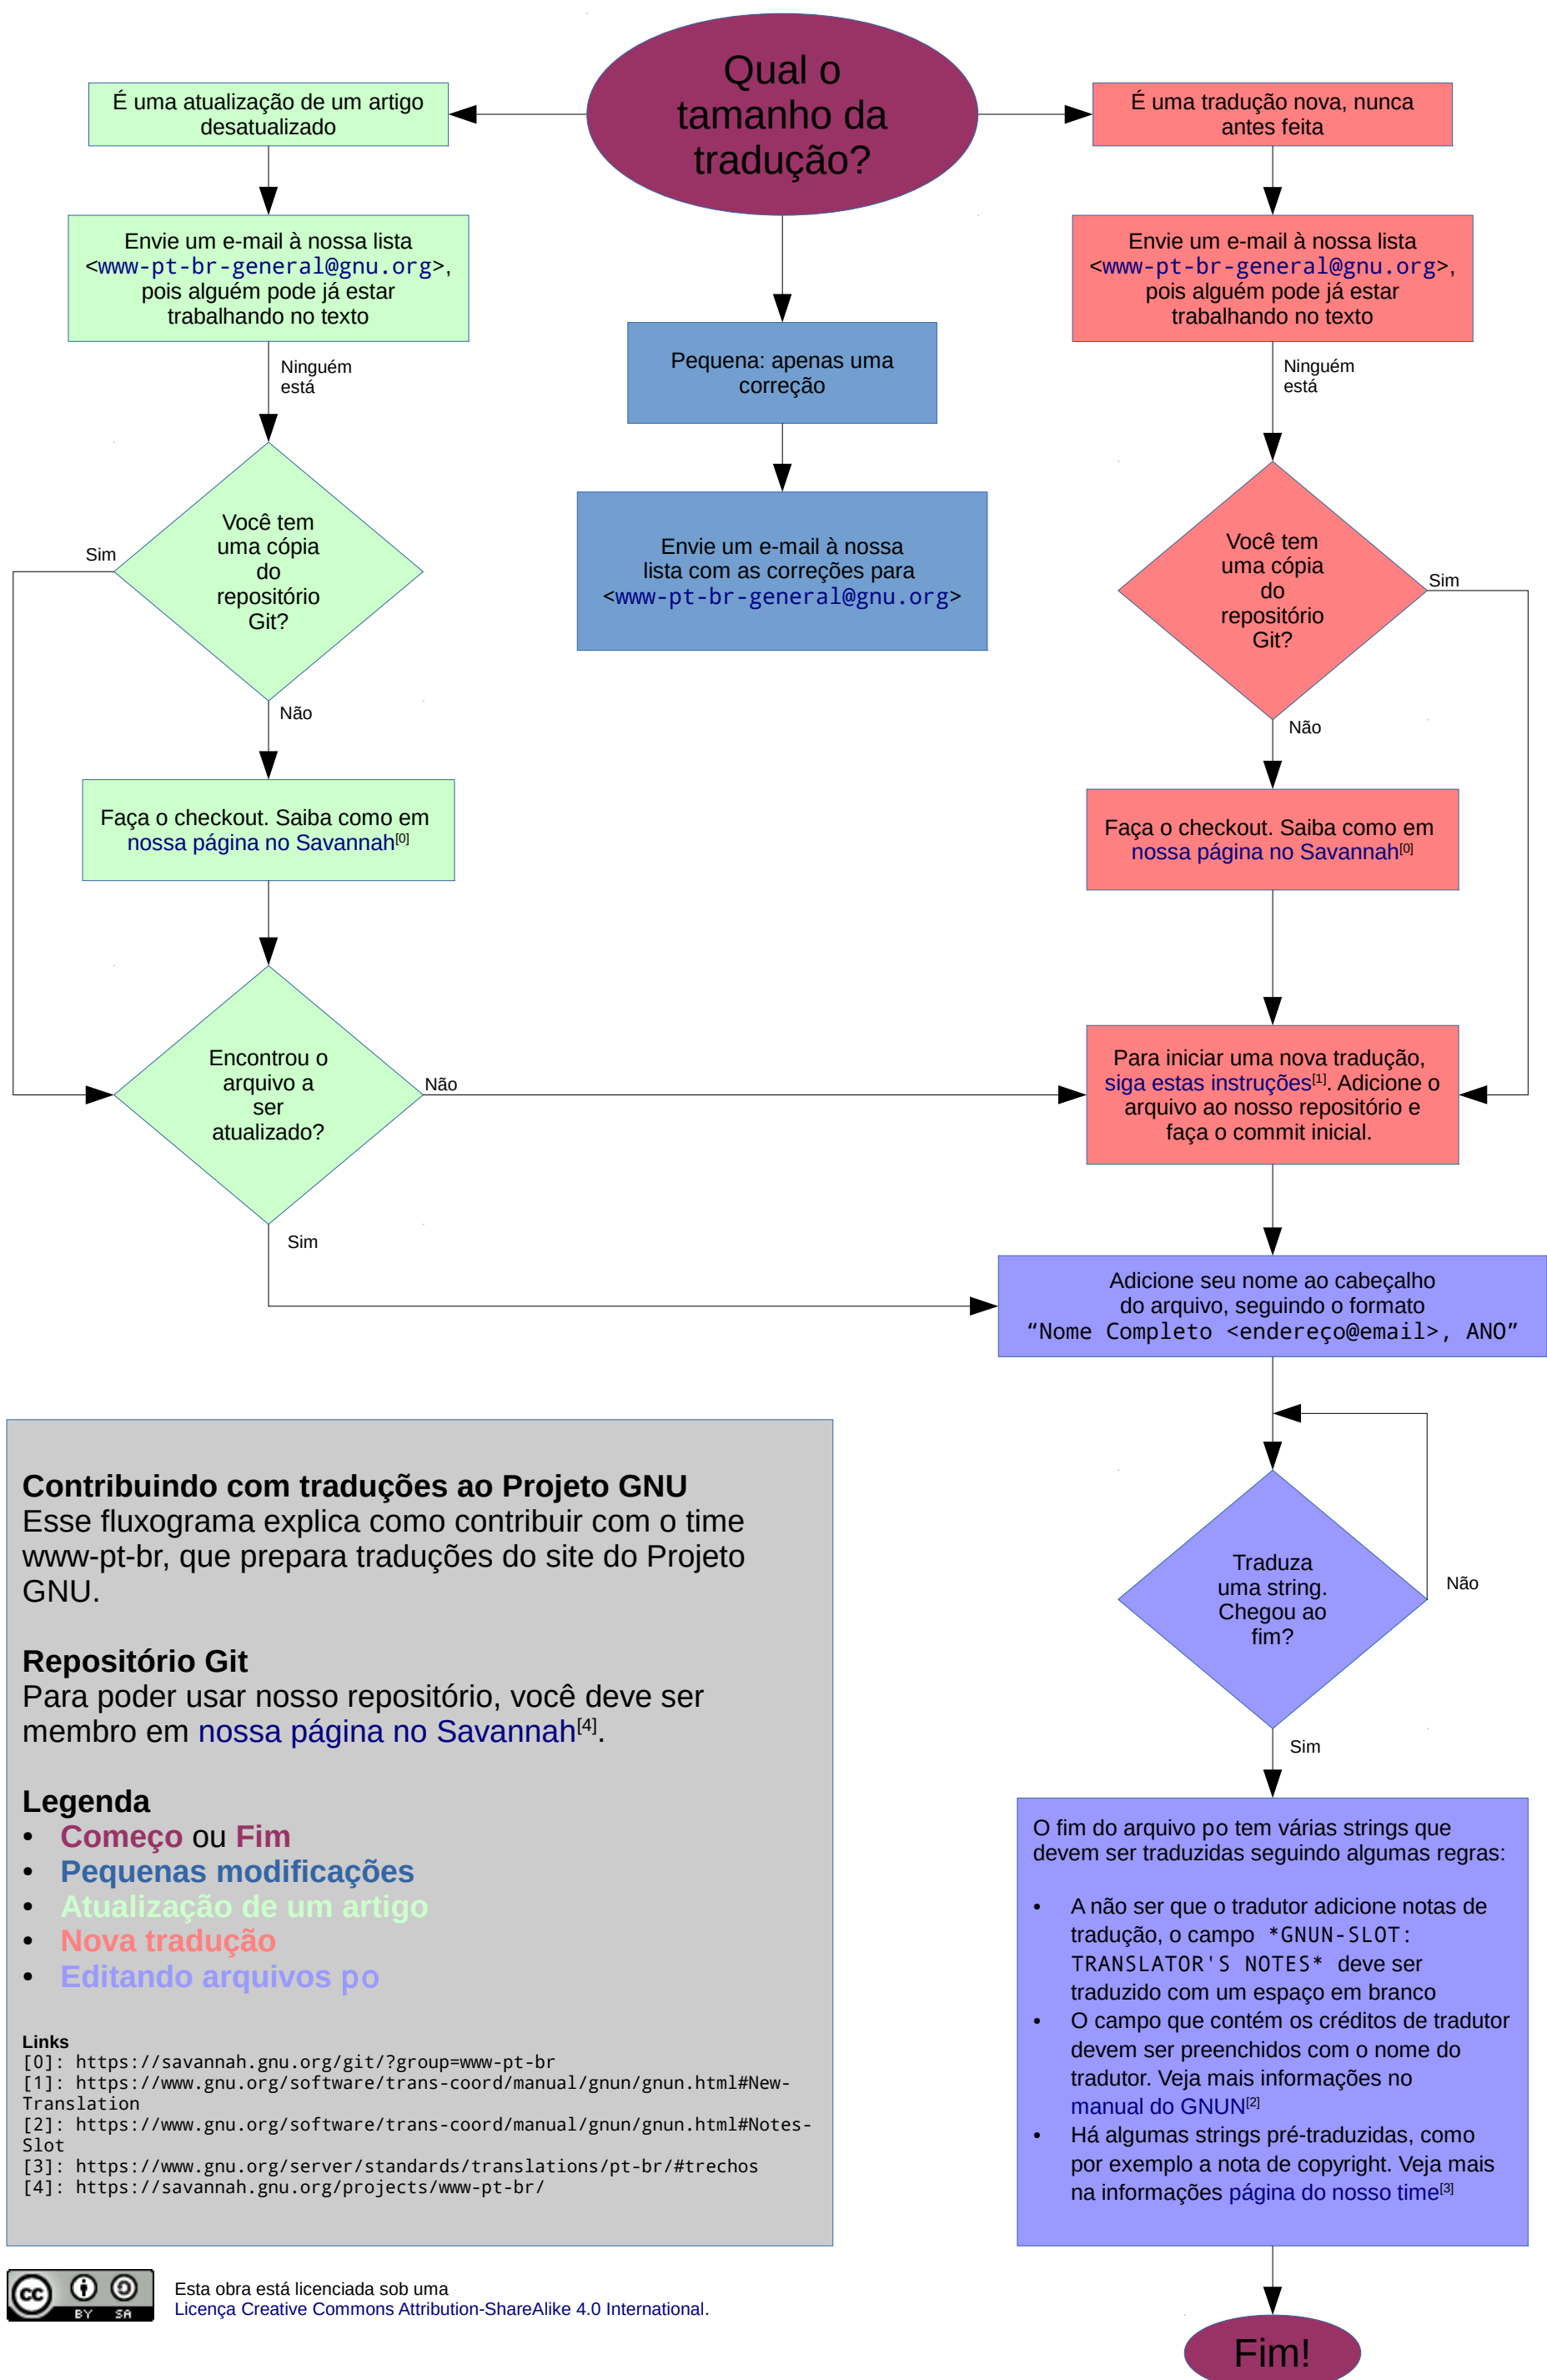 Qual o
tamanho da
tradução?
É uma atualização de um artigo
desatualizado
É uma tradução nova, nunca
antes feita
Envie um e-mail à nossa lista
<www-pt-br-general@gnu.org>,
pois alguém pode já estar
trabalhando no texto
Envie um e-mail à nossa lista
<www-pt-br-general@gnu.org>,
pois alguém pode já estar
trabalhando no texto
Pequena: apenas uma
correção
Ninguém
está
Ninguém
está
Envie um e-mail à nossa
lista com as correções para
<www-pt-br-general@gnu.org>
Você tem
uma cópia
do
repositório
Git?
Sim
Não
Você tem
uma cópia
do
repositório
Git?
Sim
Não
Faça o checkout. Saiba como em
nossa página no Savannah[0]
Faça o checkout. Saiba como em
nossa página no Savannah[0]
Encontrou o
arquivo a
ser
atualizado?
Não
Sim
Para iniciar uma nova tradução,
siga estas instruções[1]. Adicione o
arquivo ao nosso repositório e
faça o commit inicial.
Adicione seu nome ao cabeçalho
do arquivo, seguindo o formato
“Nome Completo <endereço@email>, ANO”
Traduza
uma string.
Chegou ao
fim?
Não
Sim
O fim do arquivo po tem várias strings que
devem ser traduzidas seguindo algumas regras:
• A não ser que o tradutor adicione notas de
tradução, o campo *GNUN-SLOT:
TRANSLATOR'S NOTES* deve ser
traduzido com um espaço em branco
• O campo que contém os créditos de tradutor
devem ser preenchidos com o nome do
tradutor. Veja mais informações no
manual do GNUN[2]
• Há algumas strings pré-traduzidas, como
por exemplo a nota de copyright. Veja mais
na informações página do nosso time[3]
Fim!
Contribuindo com traduções ao Projeto GNU
Esse fluxograma explica como contribuir com o time
www-pt-br, que prepara traduções do site do Projeto
GNU.
Repositório Git
Para poder usar nosso repositório, você deve ser
membro em nossa página no Savannah[4].
Legenda
• Começo ou Fim
• Pequenas modificações
• Atualização de um artigo
• Nova tradução
• Editando arquivos po
Links
[0]: https://savannah.gnu.org/git/?group=www-pt-br
[1]: https://www.gnu.org/software/trans-coord/manual/gnun/gnun.html#New-
Translation
[2]: https://www.gnu.org/software/trans-coord/manual/gnun/gnun.html#Notes-
Slot
[3]: https://www.gnu.org/server/standards/translations/pt-br/#trechos
[4]: https://savannah.gnu.org/projects/www-pt-br/
cc BY SA
Esta obra está licenciada sob uma
Licença Creative Commons Attribution-ShareAlike 4.0 International.